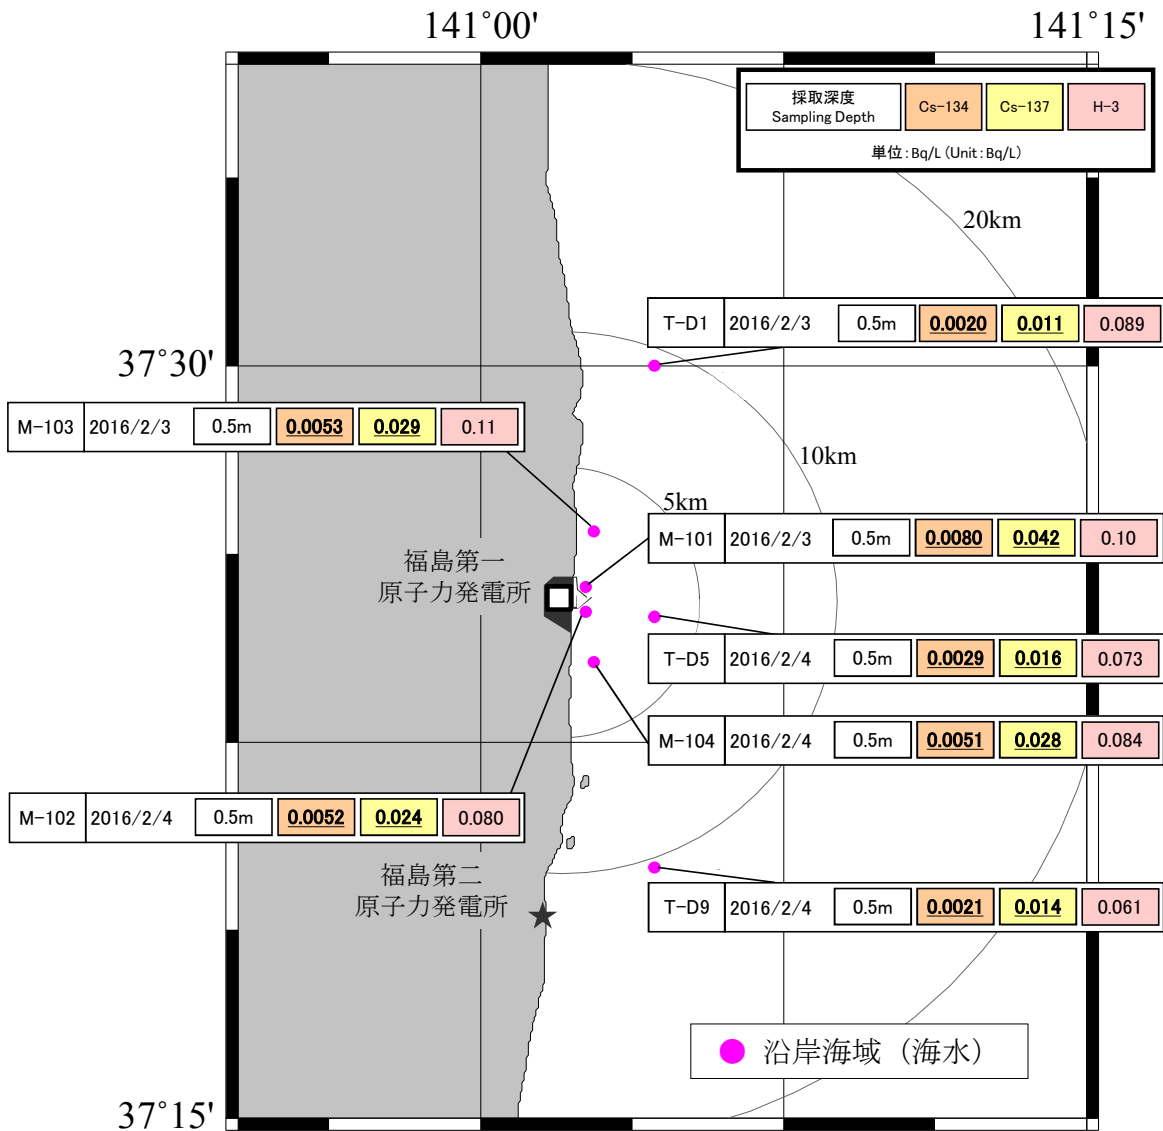 141°00'
141°15'
採取深度
Sampling Depth
Cs-134
Cs-137
H-3
単位:Bq/L (Unit:Bq/L)
20km
T-D1 2016/2/3 0.5m 0.0020 0.011 0.089
37°30'
M-103 2016/2/3 0.5m 0.0053 0.029 0.11
10km
5km
M-101 2016/2/3 0.5m 0.0080 0.042 0.10
福島第一
原子力発電所
T-D5 2016/2/4 0.5m 0.0029 0.016 0.073
M-104 2016/2/4 0.5m 0.0051 0.028 0.084
M-102 2016/2/4 0.5m 0.0052 0.024 0.080
福島第二
原子力発電所
T-D9 2016/2/4 0.5m 0.0021 0.014 0.061
沿岸海域（海水）
37°15'